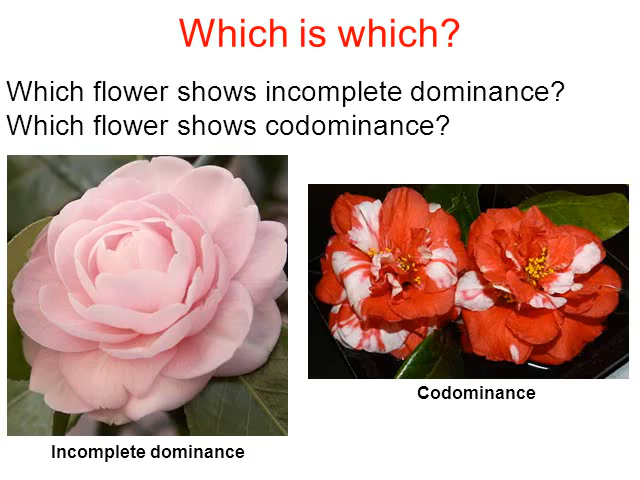 Which is which?
Which flower shows incomplete dominance?
Which flower shows codominance?
Codominance
Incomplete dominance